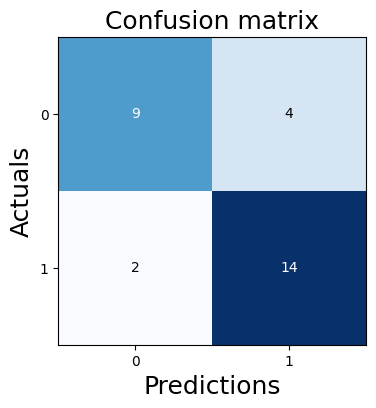 Confusion matrix
0
9
4
Actuals
1
2
14
0
1
Predictions